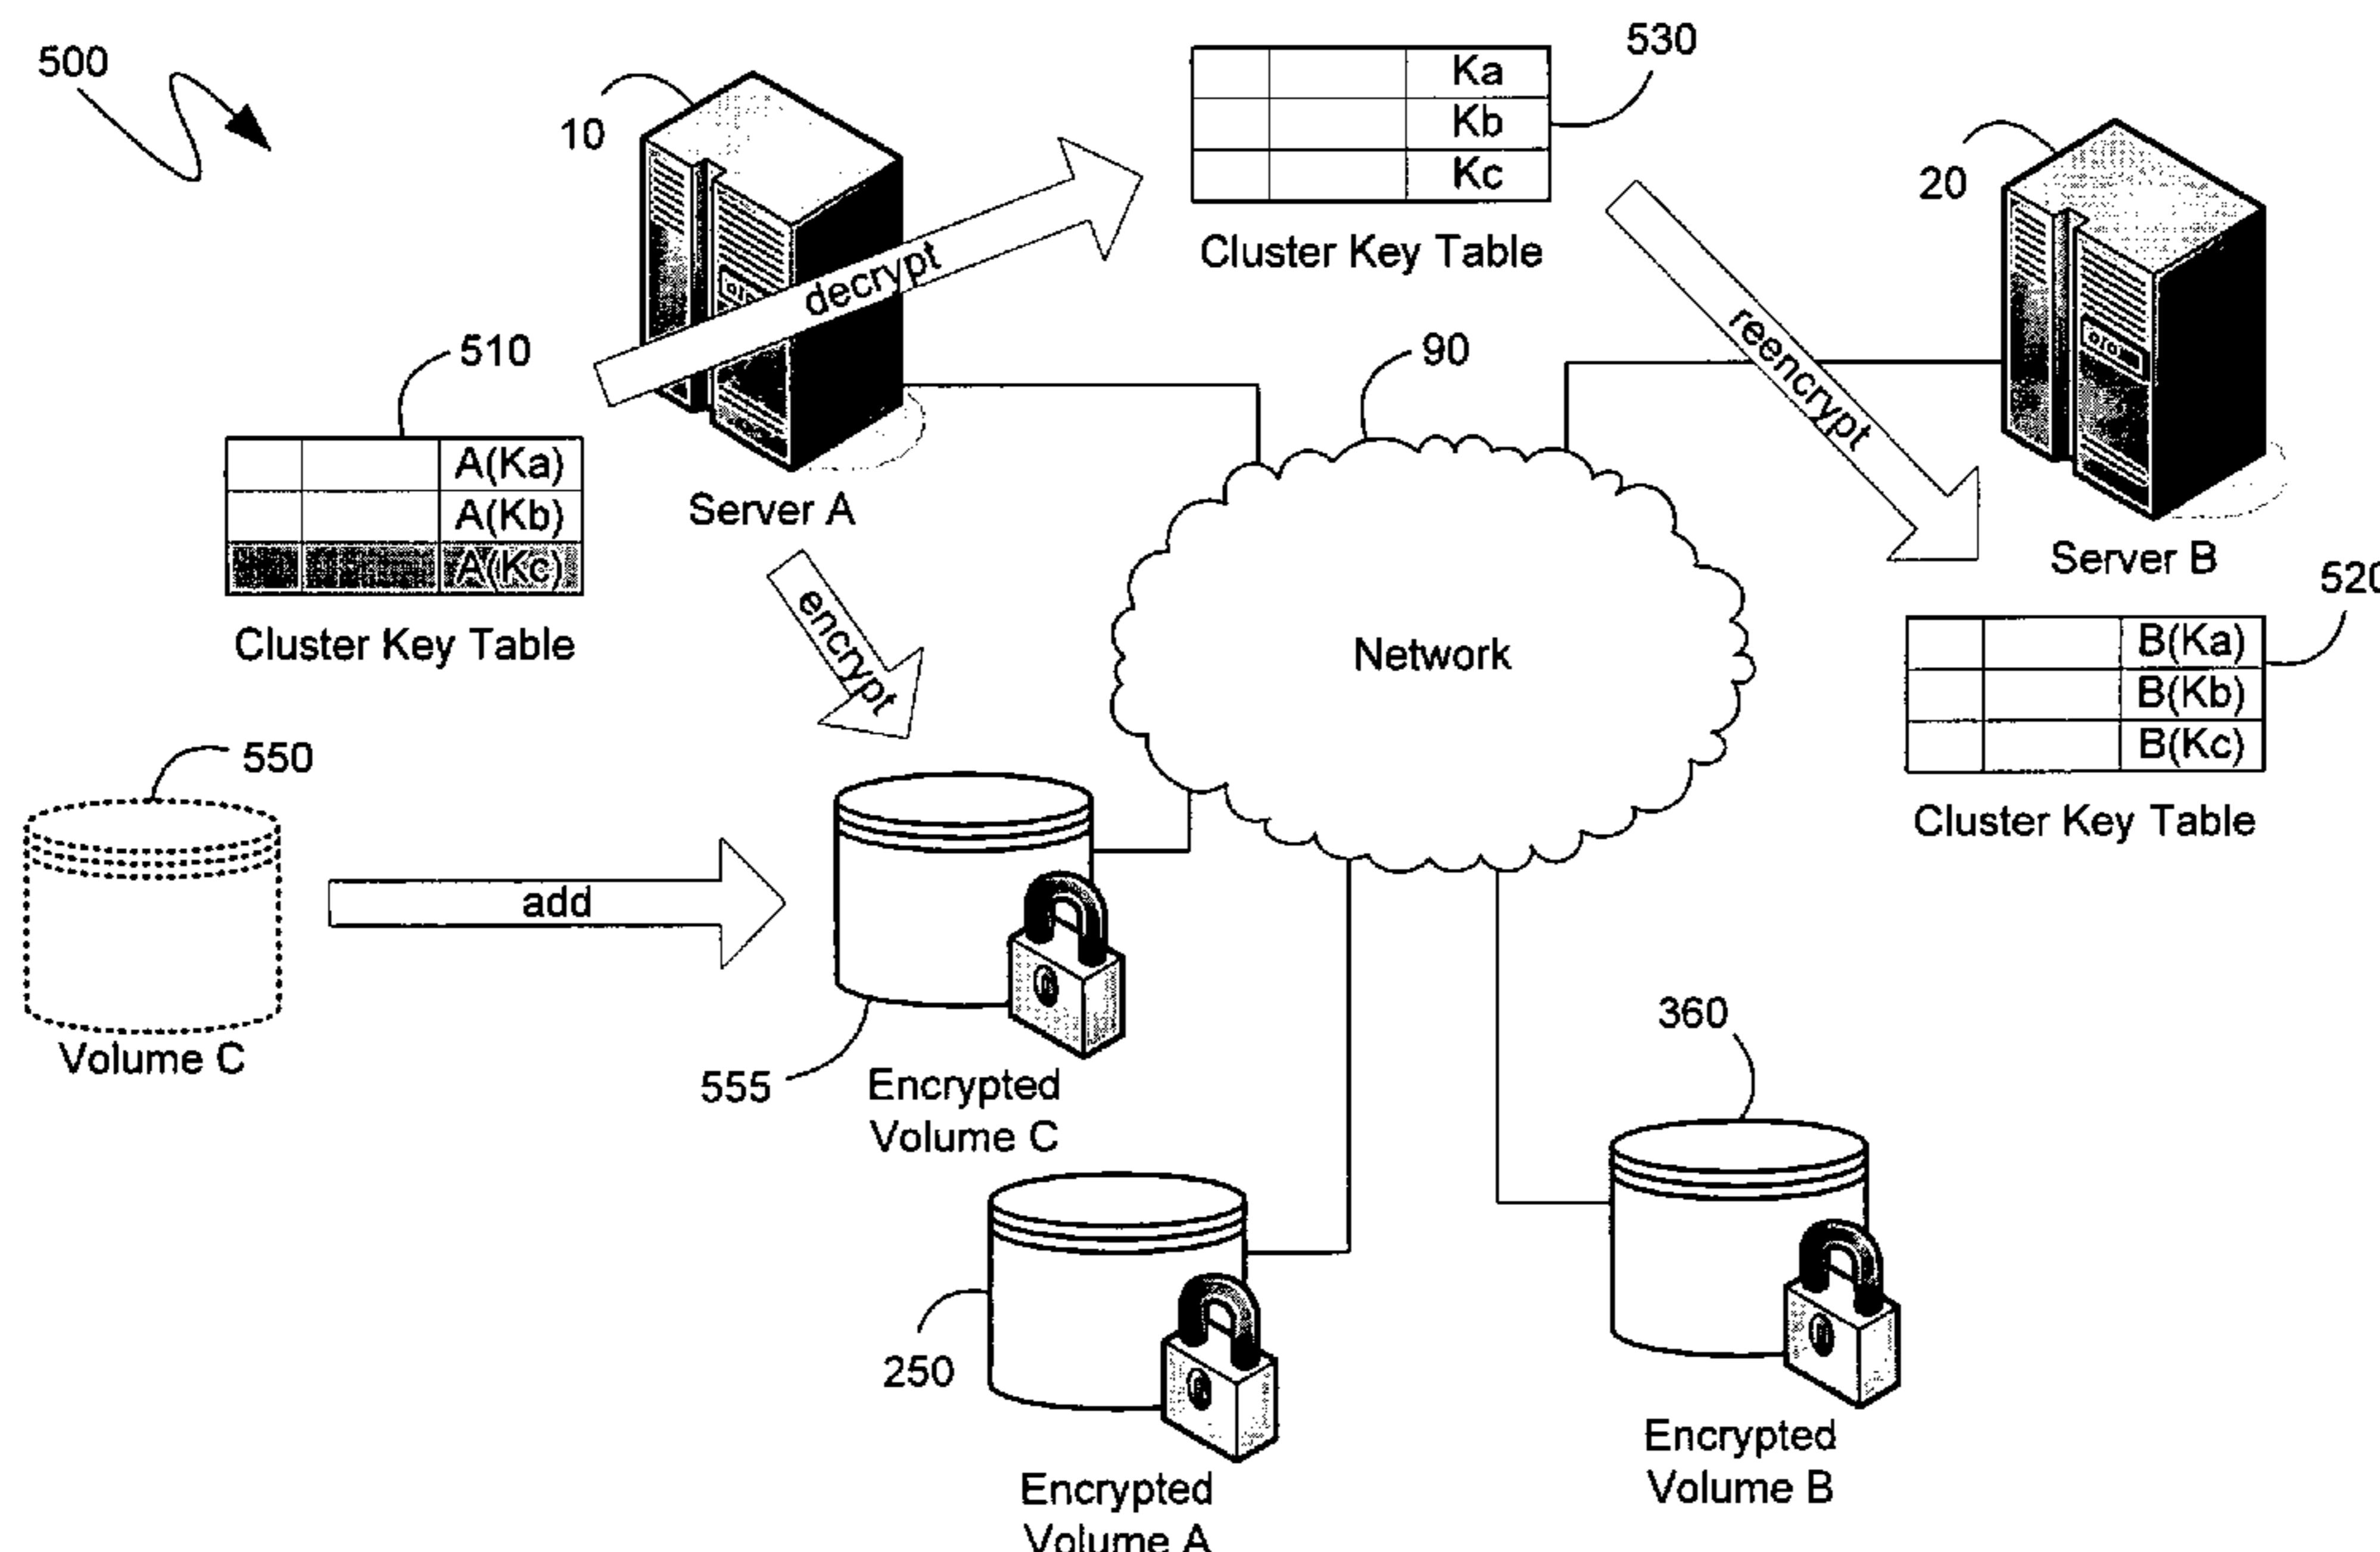 500
10
Ka
Kb
Kc
530
Cluster Key Table
20
decrypt
reencrypt
510
90
A(Ka)
A(Kb)
A(Kc)
Cluster Key Table
Server A
Server B
520
B(Ka)
B(Kb)
B(Kc)
Cluster Key Table
encrypt
Network
550
Volume C
add
555
Encrypted
Volume C
360
250
Encrypted
Volume A
Encrypted
Volume B